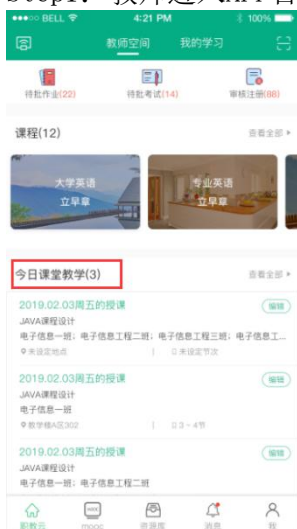 ●●●○○ BELL 4:21 PM 100%
教师空间 我的学习
待批作业(22) 待批考试(14) 审核注册(88)
课程(12) 查看全部
大学英语 专业英语
立早章 立早章
今日课堂教学(3) 查看全部
2019.02.03周五的授课 编辑
JAVA课程设计
电子信息一班；电子信息工程二班；电子信息工程三班；电子信息工...
未设定地点 | 未设定节次
2019.02.03周五的授课 编辑
JAVA课程设计
电子信息一班
教学楼A区302 | 3 - 4节
2019.02.03周五的授课 编辑
JAVA课程设计
电子信息一班；电子信息工程二班
职教云 mooc 资源库 消息 我